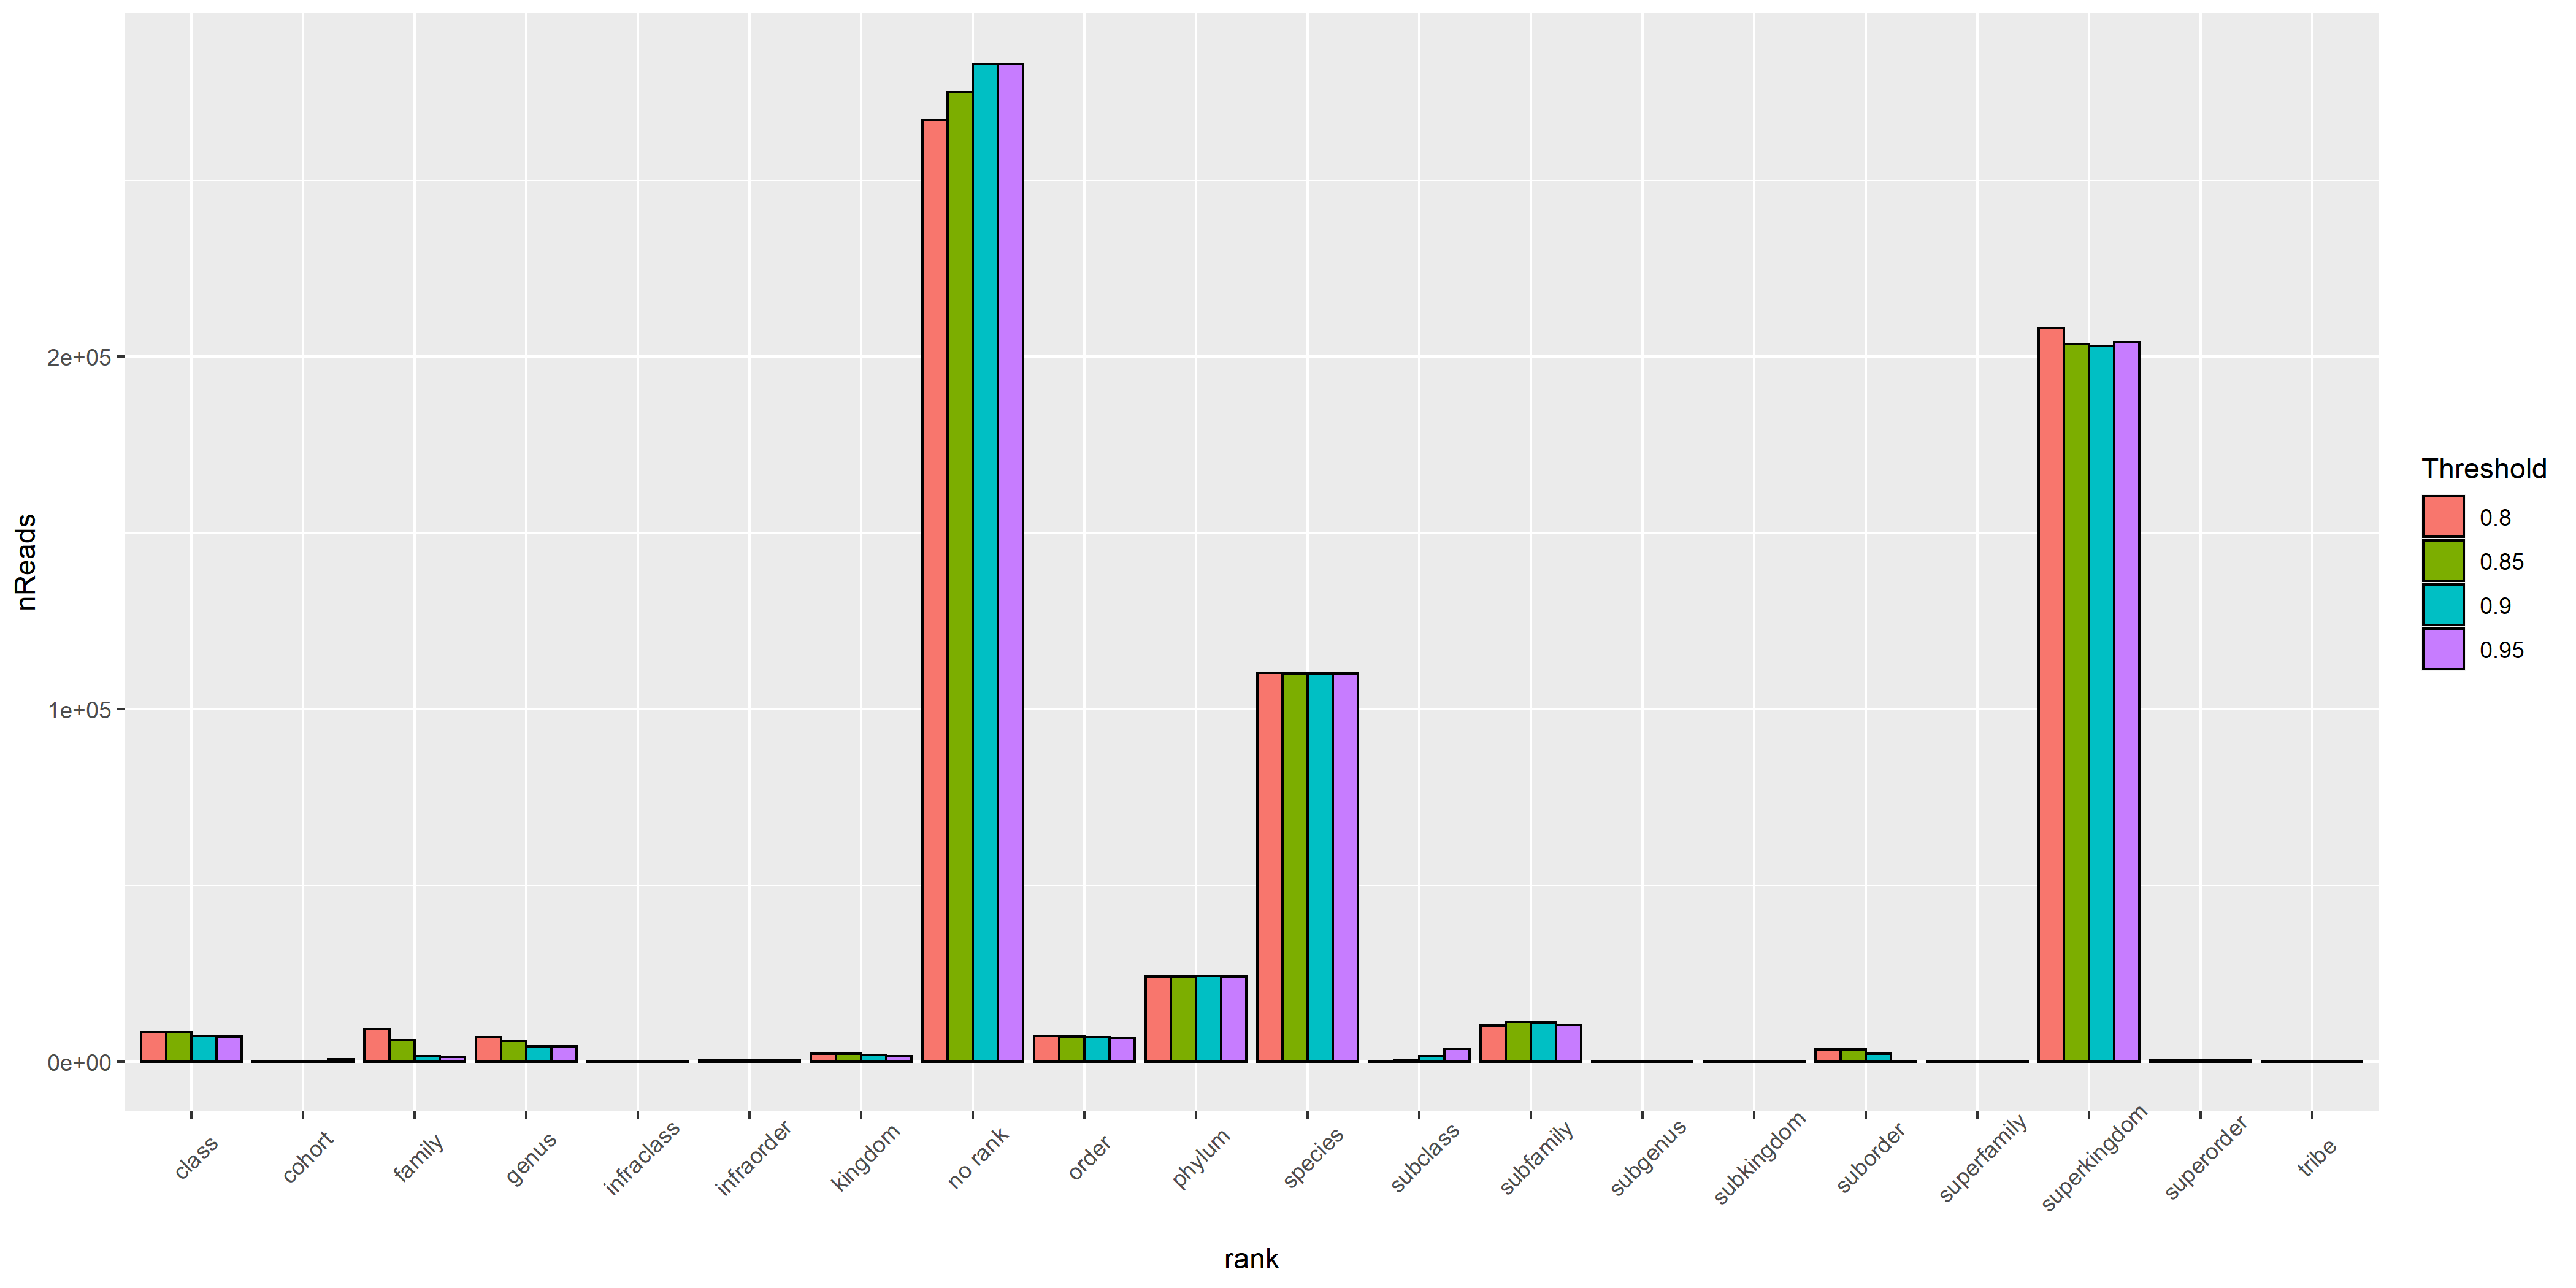 nReads
2e+05
1e+05
0e+00
class
cohort
family
genus
infraclass
infraorder
kingdom
no rank
order
phylum
species
subclass
subfamily
subgenus
subkingdom
suborder
superfamily
superkingdom
superorder
tribe
rank
Threshold
0.8
0.85
0.9
0.95